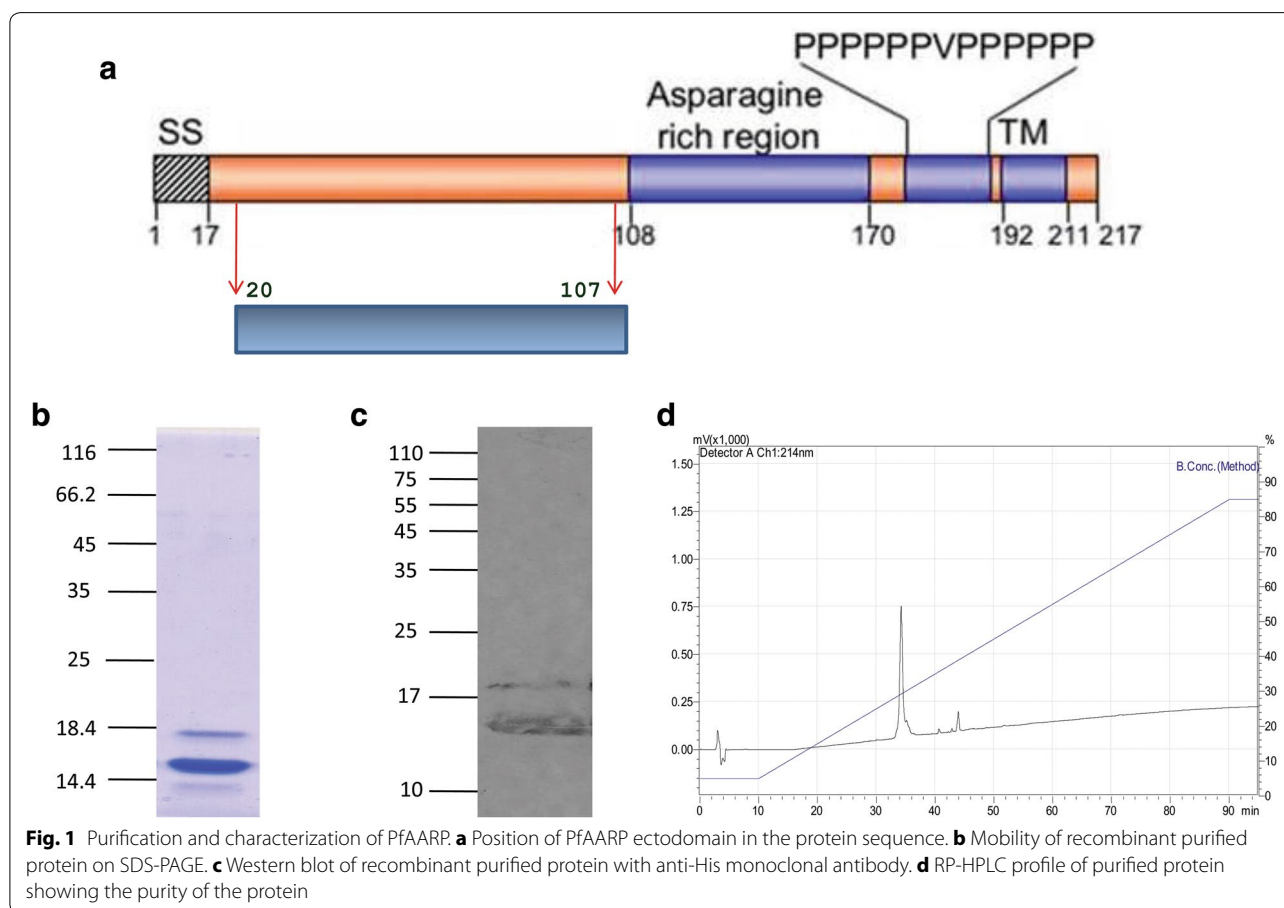 a
PPPPPPVPPPPPP
Asparagine
rich region
SS
TM
1 17 108 170 192 211 217
20 107
b
116
66.2
45
35
25
18.4
14.4
c
110
75
55
45
35
25
17
10
d
mV(x1,000)
Detector A Ch1:214nm
%
B.Conc.(Method)
1.50
1.25
1.00
0.75
0.50
0.25
0.00
90
80
70
60
50
40
30
20
10
0
0 10 20 30 40 50 60 70 80 90 min
Fig. 1 Purification and characterization of PfAARP. a Position of PfAARP ectodomain in the protein sequence. b Mobility of recombinant purified
protein on SDS-PAGE. c Western blot of recombinant purified protein with anti-His monoclonal antibody. d RP-HPLC profile of purified protein
showing the purity of the protein